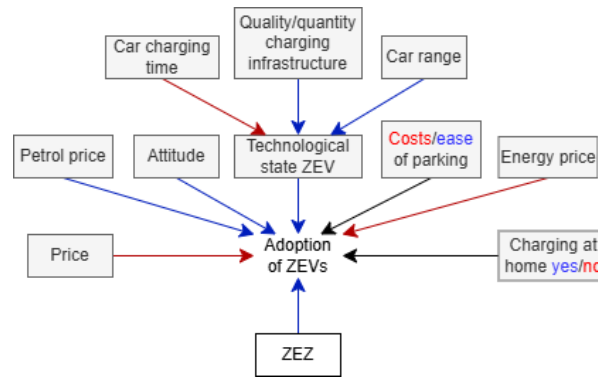 Quality/quantity
charging
infrastructure
Car charging
time
Car range
Petrol price
Attitude
Technological
state ZEV
Costs/ease
of parking
Energy price
Price
Adoption
of ZEVs
Charging at
home yes/no
ZEZ